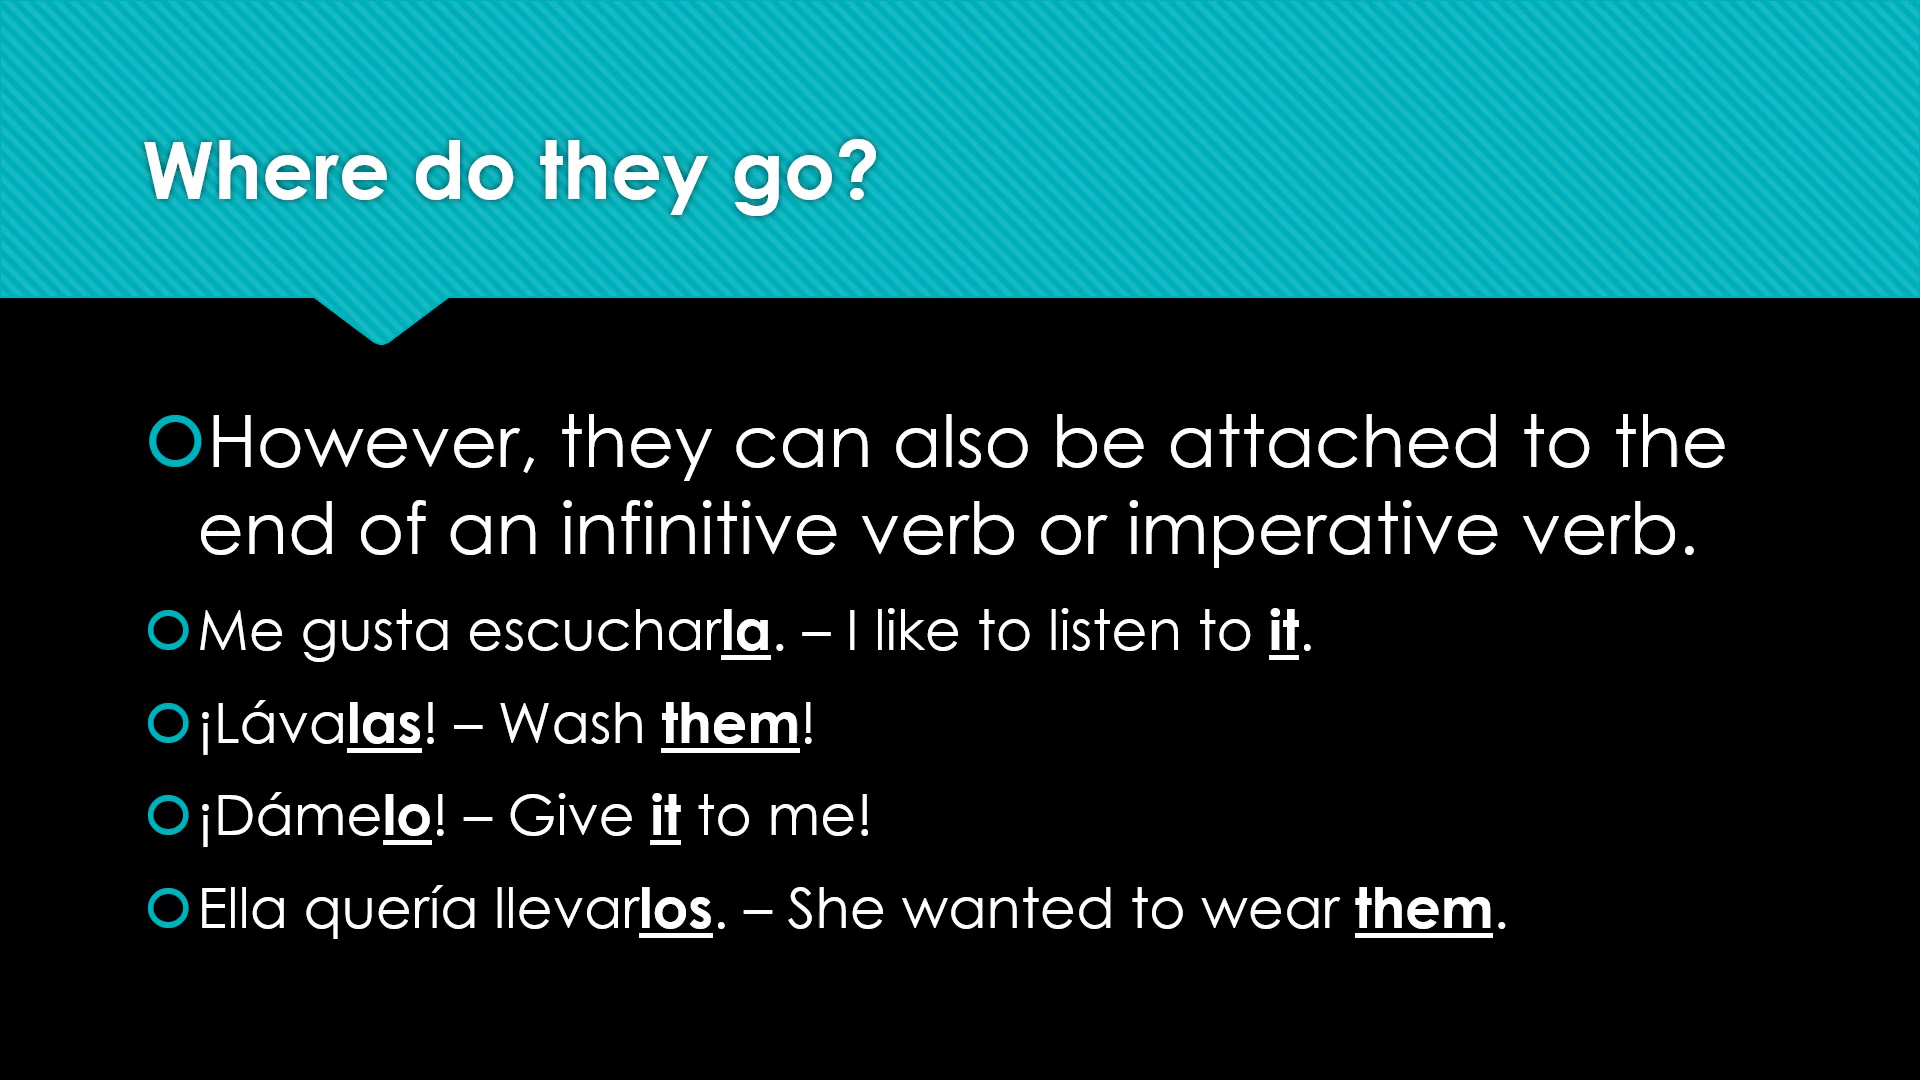 Where do they go?
However, they can also be attached to the
end of an infinitive verb or imperative verb.
Me gusta escucharla. – I like to listen to it.
¡Lávalas! – Wash them!
¡Dámelo! – Give it to me!
Ella quería llevarlos. – She wanted to wear them.